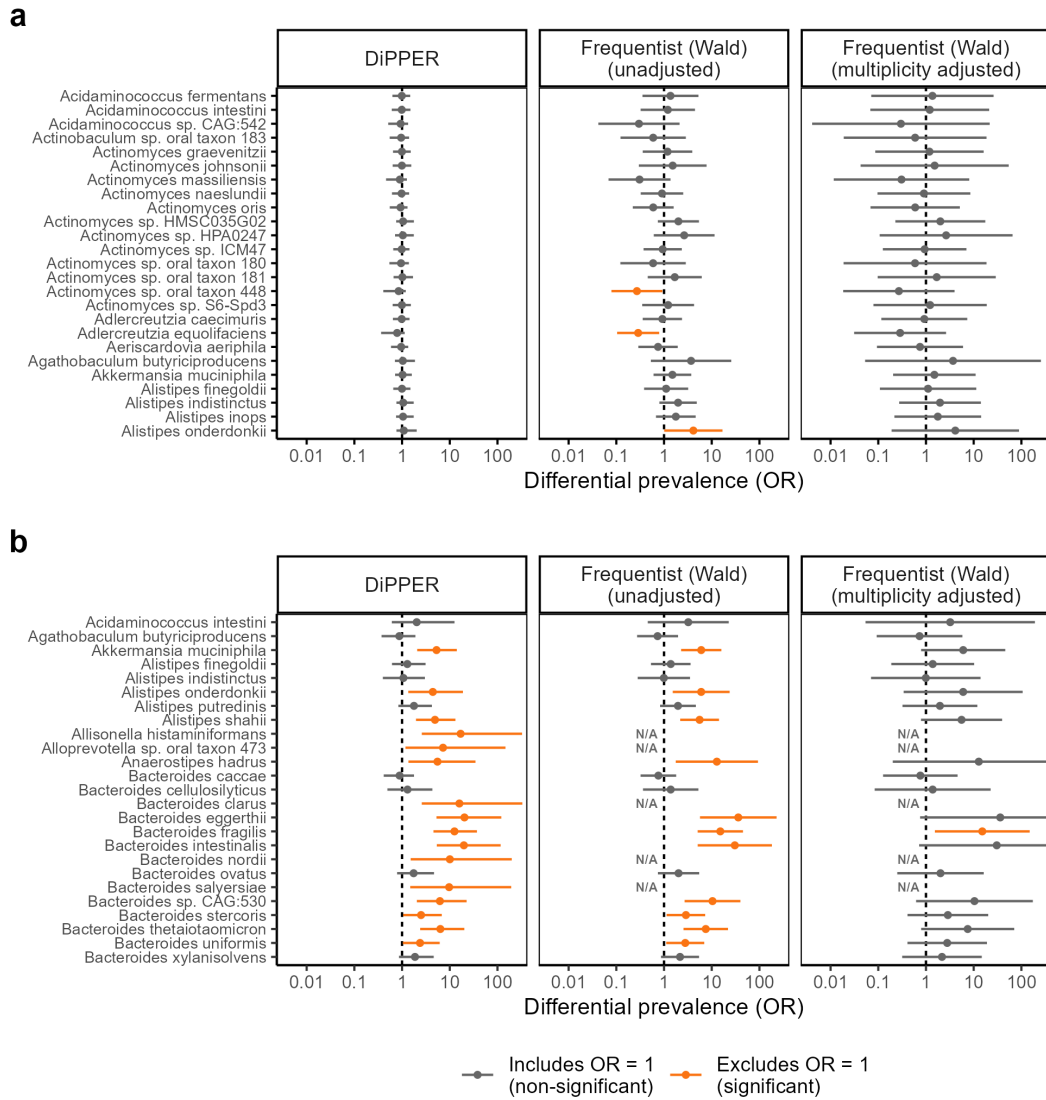 a
DiPPER
Frequentist (Wald)
(unadjusted)
Frequentist (Wald)
(multiplicity adjusted)
Acidaminococcus fermentans
Acidaminococcus intestini
Acidaminococcus sp. CAG:542
Actinobaculum sp. oral taxon 183
Actinomyces graevenitzii
Actinomyces johnsonii
Actinomyces massiliensis
Actinomyces naeslundii
Actinomyces oris
Actinomyces sp. HMSC035G02
Actinomyces sp. HPA0247
Actinomyces sp. ICM47
Actinomyces sp. oral taxon 180
Actinomyces sp. oral taxon 181
Actinomyces sp. oral taxon 448
Actinomyces sp. S6-Spd3
Adlercreutzia caecimuris
Adlercreutzia equolifaciens
Aeriscardovia aeriphila
Agathobaculum butyriciproducens
Akkermansia muciniphila
Alistipes finegoldii
Alistipes indistinctus
Alistipes inops
Alistipes onderdonkii
0.01 0.1 1 10 100
0.01 0.1 1 10 100
0.01 0.1 1 10 100
Differential prevalence (OR)
b
DiPPER
Frequentist (Wald)
(unadjusted)
Frequentist (Wald)
(multiplicity adjusted)
Acidaminococcus intestini
Agathobaculum butyriciproducens
Akkermansia muciniphila
Alistipes finegoldii
Alistipes indistinctus
Alistipes onderdonkii
Alistipes putredinis
Alistipes shahii
Allisonella histaminiformans N/A N/A
Alloprevotella sp. oral taxon 473 N/A N/A
Anaerostipes hadrus
Bacteroides caccae
Bacteroides cellulosilyticus
Bacteroides clarus N/A N/A
Bacteroides eggerthii
Bacteroides fragilis
Bacteroides intestinalis
Bacteroides nordii N/A N/A
Bacteroides ovatus
Bacteroides salyersiae N/A N/A
Bacteroides sp. CAG:530
Bacteroides stercoris
Bacteroides thetaiotaomicron
Bacteroides uniformis
Bacteroides xylanisolvens
0.01 0.1 1 10 100
0.01 0.1 1 10 100
0.01 0.1 1 10 100
Differential prevalence (OR)
Includes OR = 1
(non-significant)
Excludes OR = 1
(significant)